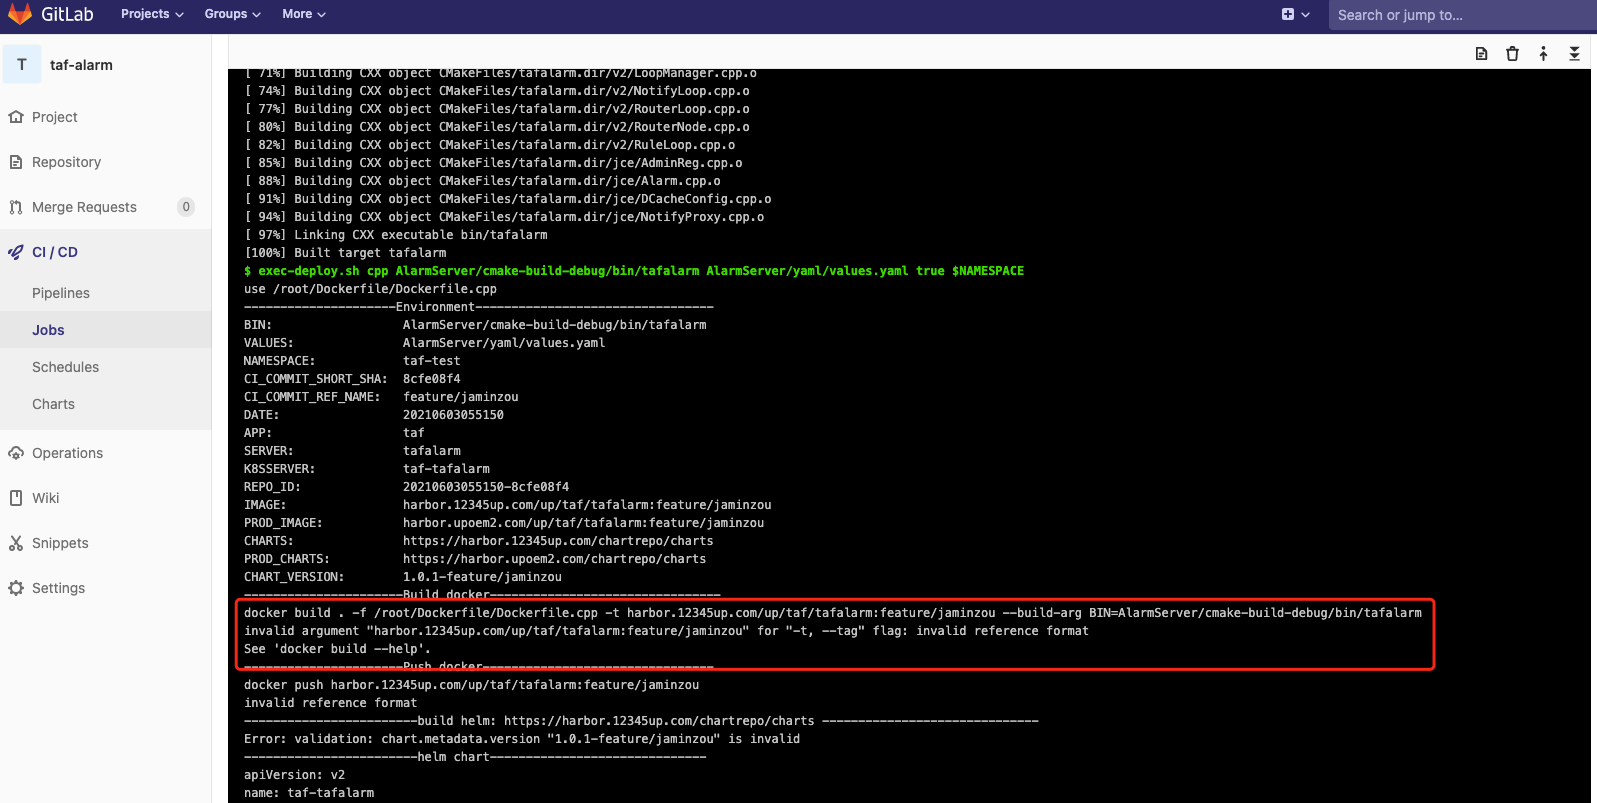 GitLab
Projects
Groups
More
Search or jump to...
T
taf-alarm
Project
Repository
Merge Requests
0
CI / CD
Pipelines
Jobs
Schedules
Charts
Operations
Wiki
Snippets
Settings
[ 71%] Building CXX object CMakeFiles/tafalarm.dir/v2/LoopManager.cpp.o
[ 74%] Building CXX object CMakeFiles/tafalarm.dir/v2/NotifyLoop.cpp.o
[ 77%] Building CXX object CMakeFiles/tafalarm.dir/v2/RouterLoop.cpp.o
[ 80%] Building CXX object CMakeFiles/tafalarm.dir/v2/RouterNode.cpp.o
[ 82%] Building CXX object CMakeFiles/tafalarm.dir/v2/RuleLoop.cpp.o
[ 85%] Building CXX object CMakeFiles/tafalarm.dir/jce/AdminReg.cpp.o
[ 88%] Building CXX object CMakeFiles/tafalarm.dir/jce/Alarm.cpp.o
[ 91%] Building CXX object CMakeFiles/tafalarm.dir/jce/DCacheConfig.cpp.o
[ 94%] Building CXX object CMakeFiles/tafalarm.dir/jce/NotifyProxy.cpp.o
[ 97%] Linking CXX executable bin/tafalarm
[100%] Built target tafalarm
$ exec-deploy.sh cpp AlarmServer/cmake-build-debug/bin/tafalarm AlarmServer/yaml/values.yaml true $NAMESPACE
use /root/Dockerfile/Dockerfile.cpp
---------------------Environment---------------------------------
BIN: AlarmServer/cmake-build-debug/bin/tafalarm
VALUES: AlarmServer/yaml/values.yaml
NAMESPACE: taf-test
CI_COMMIT_SHORT_SHA: 8cfe08f4
CI_COMMIT_REF_NAME: feature/jaminzou
DATE: 20210603055150
APP: taf
SERVER: tafalarm
K8SSERVER: taf-tafalarm
REPO_ID: 20210603055150-8cfe08f4
IMAGE: harbor.12345up.com/up/taf/tafalarm:feature/jaminzou
PROD_IMAGE: harbor.upoem2.com/up/taf/tafalarm:feature/jaminzou
CHARTS: https://harbor.12345up.com/chartrepo/charts
PROD_CHARTS: https://harbor.upoem2.com/chartrepo/charts
CHART_VERSION: 1.0.1-feature/jaminzou
----------------------Build docker--------------------------------
docker build . -f /root/Dockerfile/Dockerfile.cpp -t harbor.12345up.com/up/taf/tafalarm:feature/jaminzou --build-arg BIN=AlarmServer/cmake-build-debug/bin/tafalarm
invalid argument "harbor.12345up.com/up/taf/tafalarm:feature/jaminzou" for "-t, --tag" flag: invalid reference format
See 'docker build --help'.
----------------------Push docker--------------------------------
docker push harbor.12345up.com/up/taf/tafalarm:feature/jaminzou
invalid reference format
------------------------build helm: https://harbor.12345up.com/chartrepo/charts ------------------------------
Error: validation: chart.metadata.version "1.0.1-feature/jaminzou" is invalid
------------------------helm chart------------------------------
apiVersion: v2
name: taf-tafalarm